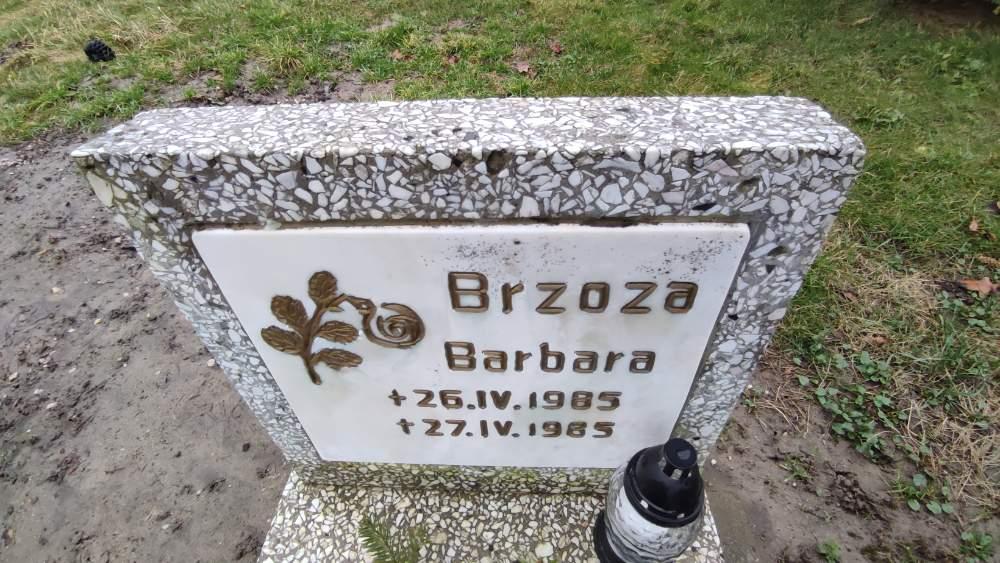 Brzoza
Barbara
+ 26.IV.1985
+ 27.IV.1985